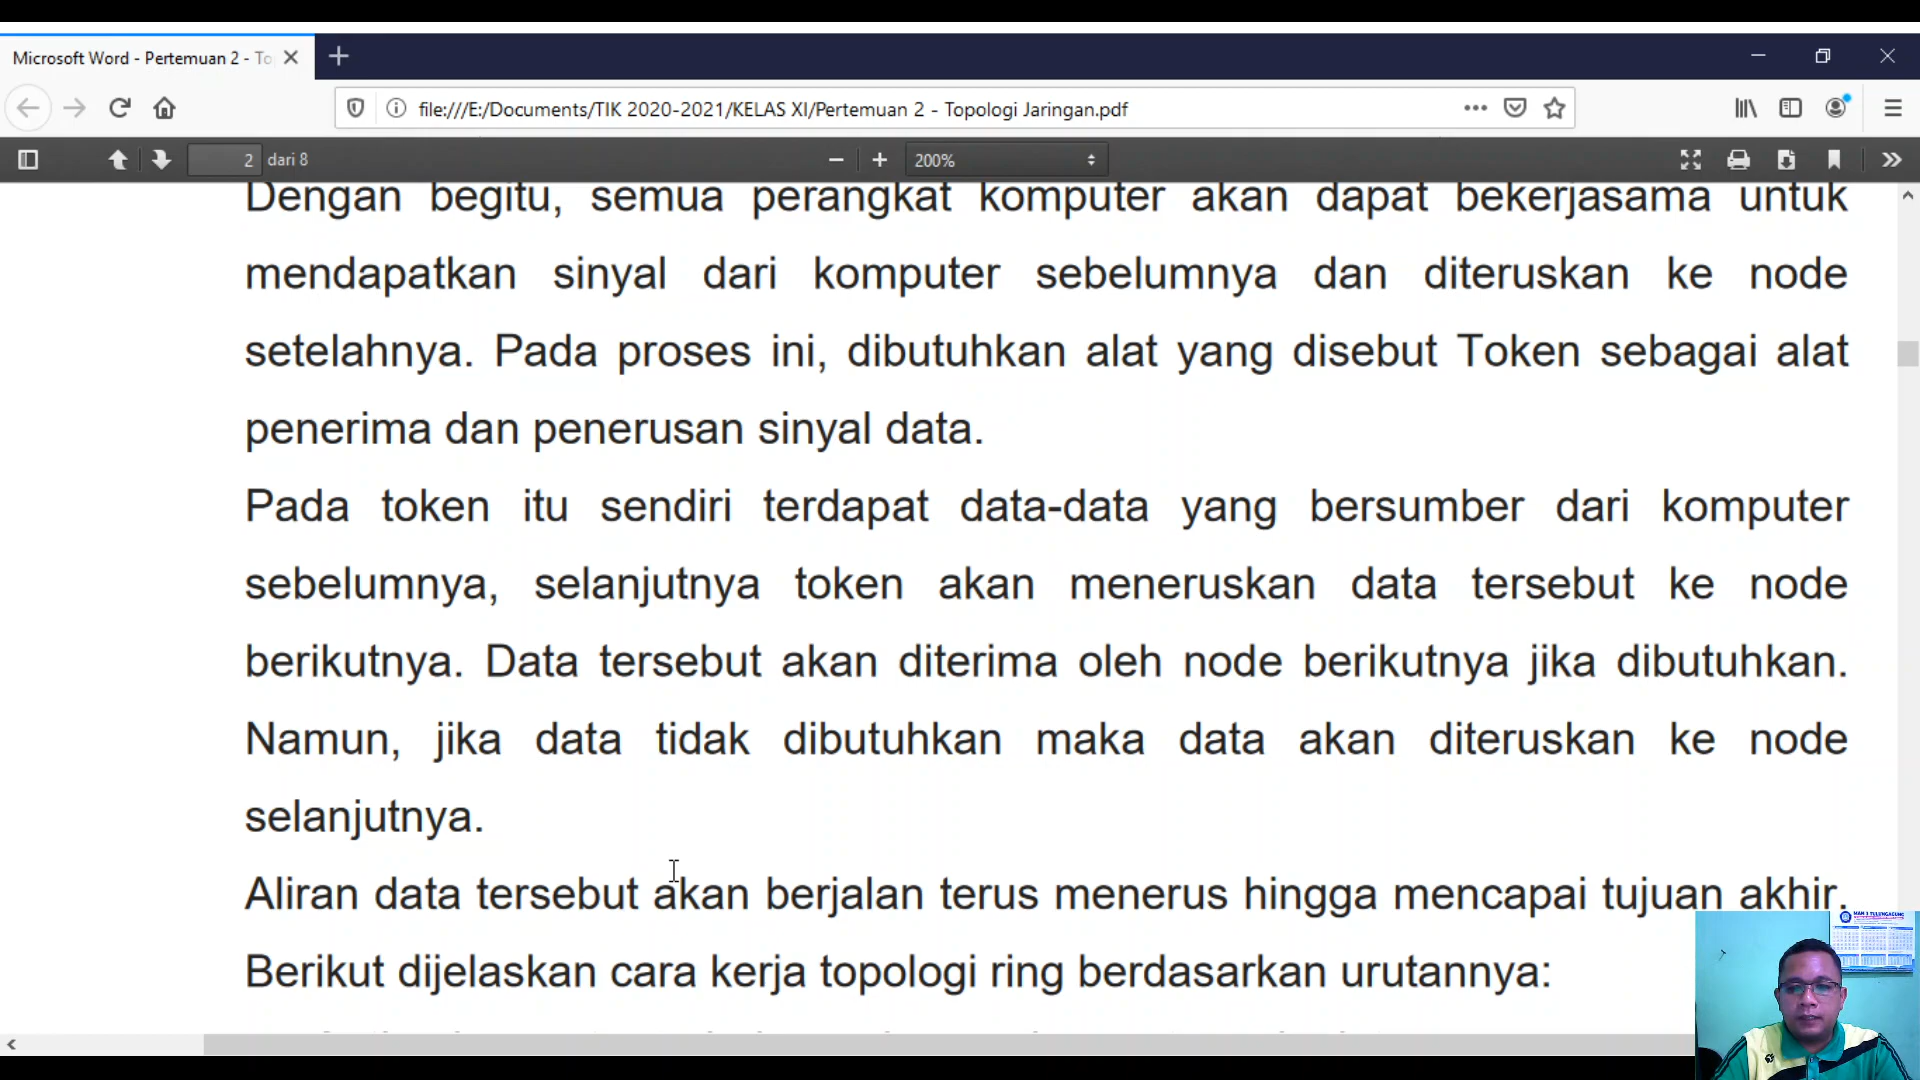 Microsoft Word - Pertemuan 2 - To
file:///E:/Documents/TIK 2020-2021/KELAS XI/Pertemuan 2 - Topologi Jaringan.pdf
2 dari 8
200%
Dengan begitu, semua perangkat komputer akan dapat bekerjasama untuk
mendapatkan sinyal dari komputer sebelumnya dan diteruskan ke node
setelahnya. Pada proses ini, dibutuhkan alat yang disebut Token sebagai alat
penerima dan penerusan sinyal data.
Pada token itu sendiri terdapat data-data yang bersumber dari komputer
sebelumnya, selanjutnya token akan meneruskan data tersebut ke node
berikutnya. Data tersebut akan diterima oleh node berikutnya jika dibutuhkan.
Namun, jika data tidak dibutuhkan maka data akan diteruskan ke node
selanjutnya.
Aliran data tersebut akan berjalan terus menerus hingga mencapai tujuan akhir.
Berikut dijelaskan cara kerja topologi ring berdasarkan urutannya: